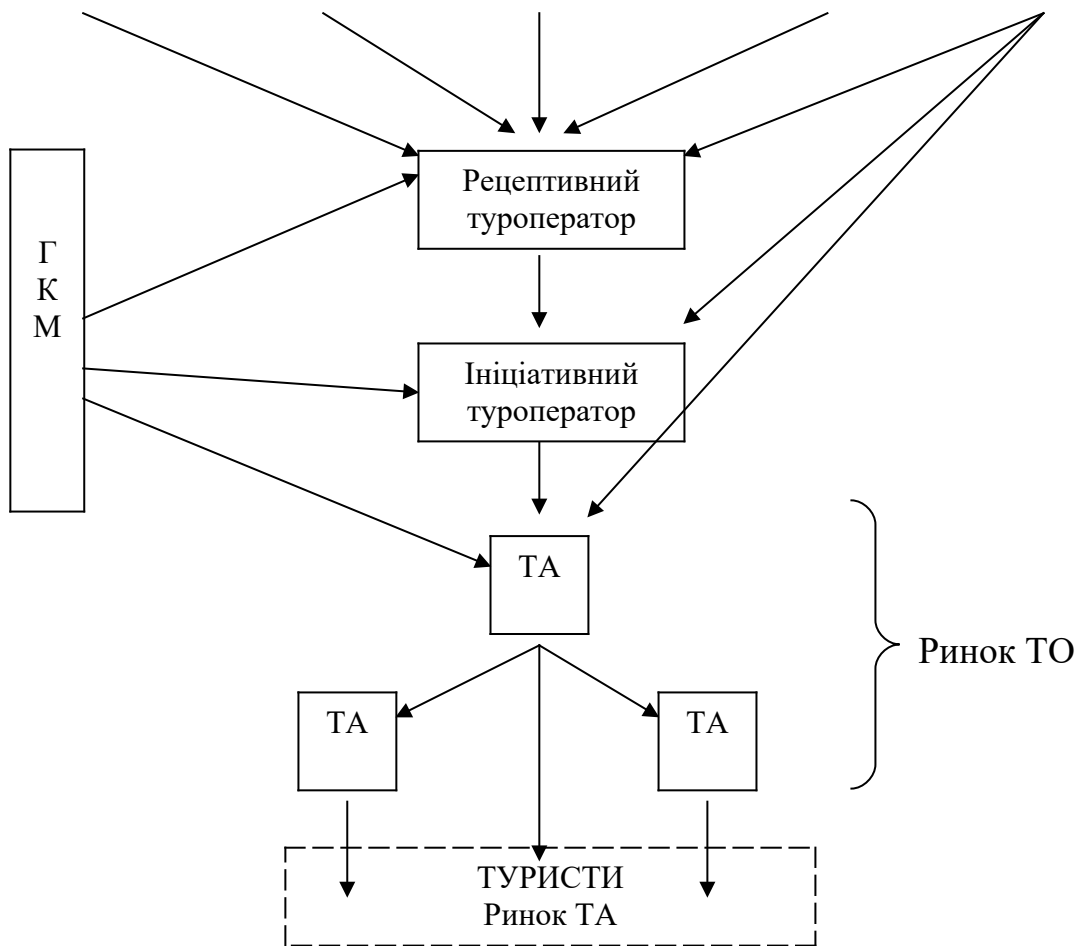 Рецептивний
туроператор
Г
К
М
Ініціативний
туроператор
ТА
Ринок ТО
ТА
ТА
ТУРИСТИ
Ринок ТА